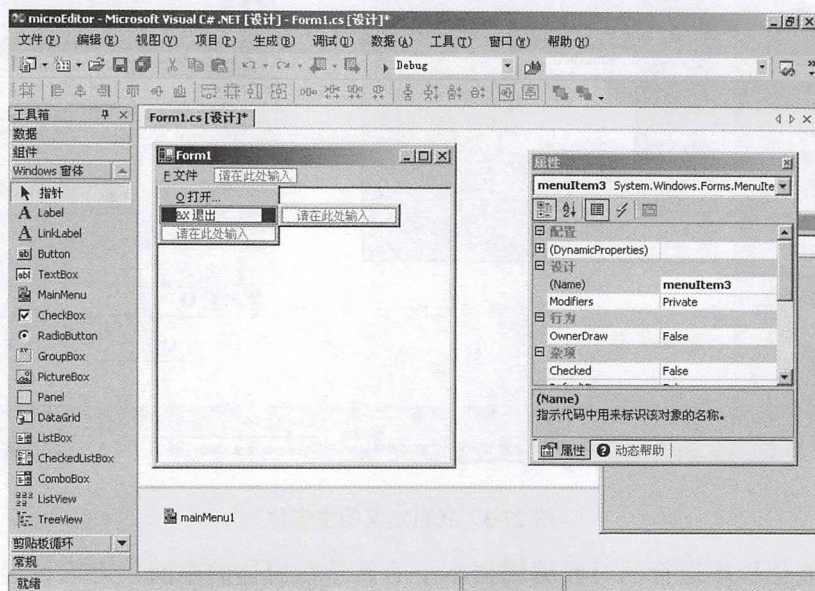 microEditor - Microsoft Visual C# .NET [设计] - Form1.cs [设计]*
文件(F) 编辑(E) 视图(V) 项目(P) 生成(B) 调试(D) 数据(A) 工具(T) 窗口(W) 帮助(H)
Debug
工具箱
数据
组件
Windows 窗体
指针
Label
LinkLabel
Button
TextBox
MainMenu
CheckBox
RadioButton
GroupBox
PictureBox
Panel
DataGrid
ListBox
CheckedListBox
ComboBox
ListView
TreeView
剪贴板循环
常规
就绪
Form1.cs [设计]*
Form1
F 文件 请在此处输入
O 打开...
&X 退出 请在此处输入
请在此处输入
mainMenu1
属性
menuItem3 System.Windows.Forms.MenuIte
配置
(DynamicProperties)
设计
(Name) menuItem3
Modifiers Private
行为
OwnerDraw False
杂项
Checked False
(Name)
指示代码中用来标识该对象的名称。
属性 动态帮助